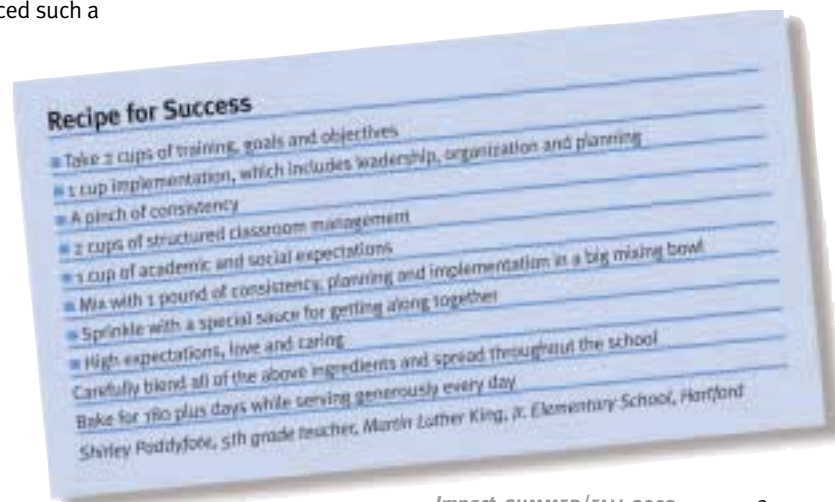 ced such a
Recipe for Success
■ Take 2 cups of training, goals and objectives
■ 1 cup implementation, which includes leadership, organization and planning
■ A pinch of consistency
■ 2 cups of structured classroom management
■ 1 cup of academic and social expectations
■ Mix with 1 pound of consistency, planning and implementation in a big mixing bowl
■ Sprinkle with a special sauce for getting along together
■ High expectations, love and caring
Carefully blend all of the above ingredients and spread throughout the school
Bake for 180 plus days while serving generously every day
Shirley Paddyfote, 5th grade teacher, Martin Luther King, Jr. Elementary School, Hartford